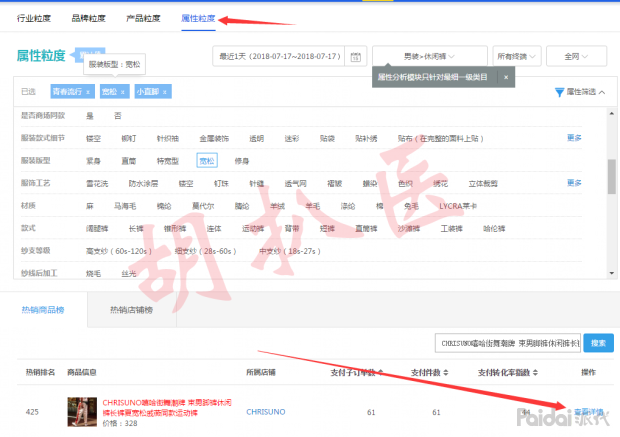 行业粒度 品牌粒度 产品粒度 属性粒度
属性粒度
服装版型：宽松
最近1天（2018-07-17~2018-07-17） 男装>休闲裤 所有终端 全网
属性分析模块只针对最细一级类目 ×
已选 青春流行 × 宽松 × 小直脚 × 属性筛选
是否商场同款 是 否
服装款式细节 镂空 铆钉 针织袖 金属装饰 透明 迷彩 贴袋 贴补绣 贴布（在完整的面料上贴） 更多
服装版型 紧身 直筒 特宽型 宽松 修身
服饰工艺 雪花洗 防水涂层 镂空 钉珠 针缝 透气网 褶皱 蜡染 色织 绣花 立体裁剪 更多
材质 麻 马海毛 棉纶 莫代尔 腈纶 羊绒 羊毛 涤纶 棉 兔毛 LYCRA莱卡
款式 阔腿裤 长裤 锥形裤 连体 运动裤 背带 短裤 直筒裤 沙滩裤 工装裤 哈伦裤
纱支等级 高支纱（60s-120s） 细支纱（28s-60s） 中支纱（18s-27s）
纱线后加工 烧毛 丝光
胡扒医
热销商品榜 热销店铺榜
CHRISUNO嘻哈街舞潮牌 束男脚裤休闲裤长 搜索
热销排名 商品信息 所属店铺 支付子订单数 支付件数 支付转化率指数 操作
425 CHRISUNO嘻哈街舞潮牌 束男脚裤休闲
裤长裤夏宽松戚薇同款运动裤 CHRISUNO 61 61 44 查看详情
价格：328
Paidai 派代